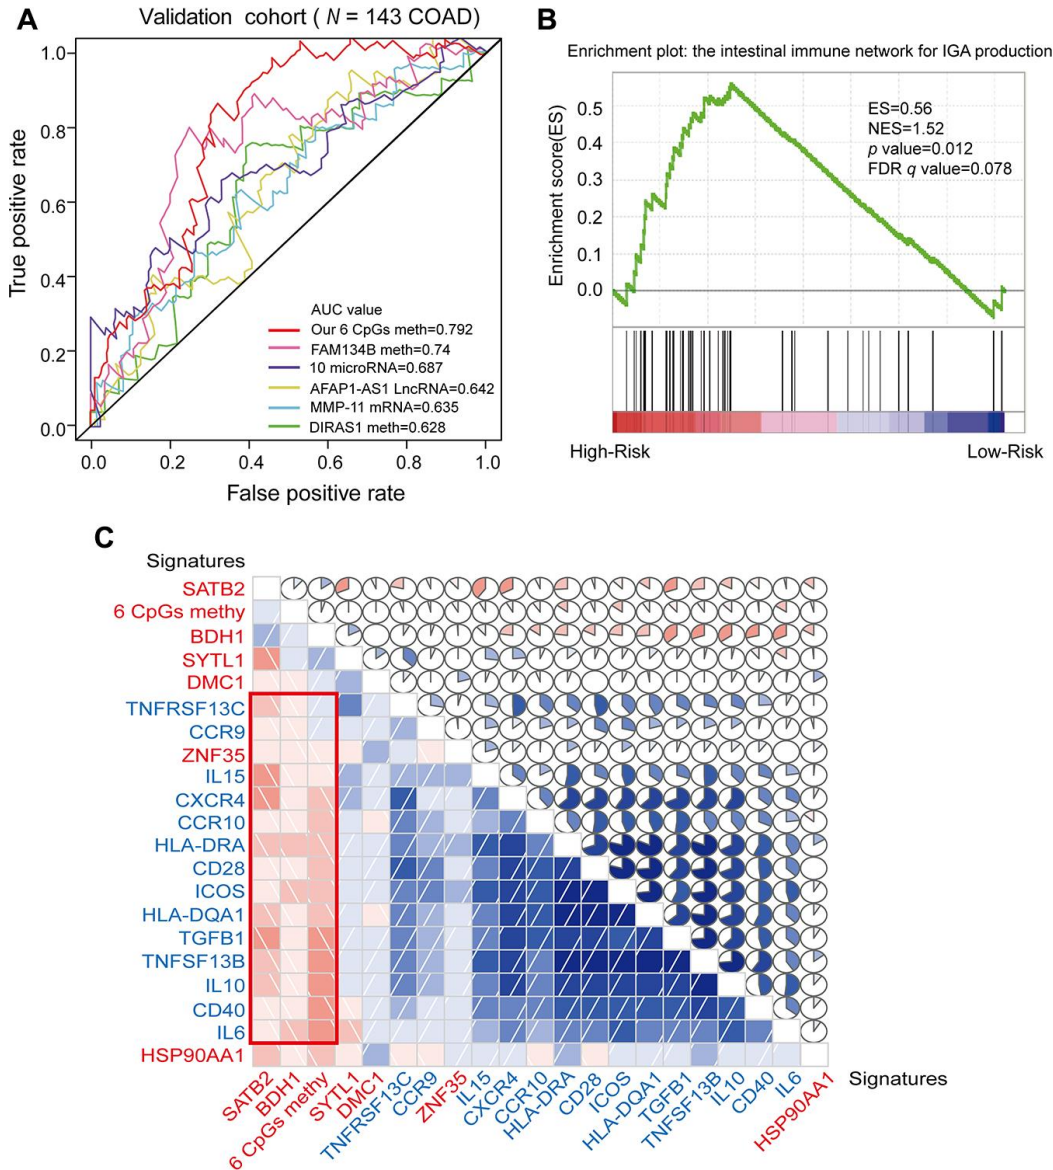 A
Validation cohort ( N = 143 COAD)
True positive rate
1.0
0.8
0.6
0.4
0.2
0.0
AUC value
Our 6 CpGs meth=0.792
FAM134B meth=0.74
10 microRNA=0.687
AFAP1-AS1 LncRNA=0.642
MMP-11 mRNA=0.635
DIRAS1 meth=0.628
0.0 0.2 0.4 0.6 0.8 1.0
False positive rate
B
Enrichment plot: the intestinal immune network for IGA production
Enrichment score(ES)
0.5
0.4
0.3
0.2
0.1
0.0
ES=0.56
NES=1.52
p value=0.012
FDR q value=0.078
High-Risk Low-Risk
C
Signatures
SATB2
6 CpGs methy
BDH1
SYTL1
DMC1
TNFRSF13C
CCR9
ZNF35
IL15
CXCR4
CCR10
HLA-DRA
CD28
ICOS
HLA-DQA1
TGFB1
TNFSF13B
IL10
CD40
IL6
HSP90AA1
SATB2
BDH1
6 CpGs methy
SYTL1
DMC1
TNFRSF13C
CCR9
ZNF35
IL15
CXCR4
CCR10
HLA-DRA
CD28
ICOS
HLA-DQA1
TGFB1
TNFSF13B
IL10
CD40
IL6
HSP90AA1
Signatures